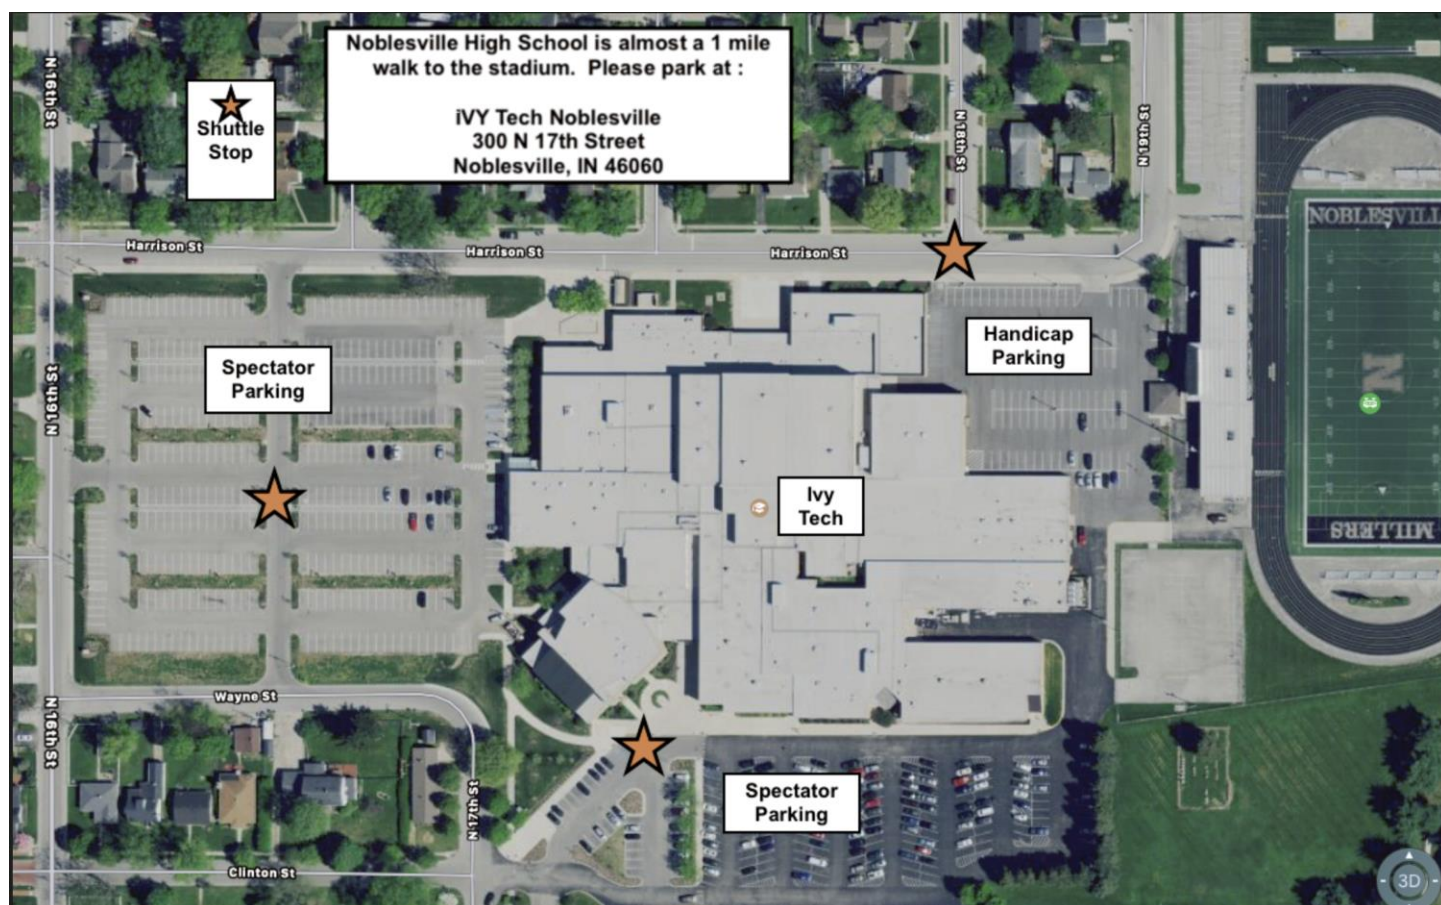 Noblesville High School is almost a 1 mile
walk to the stadium.  Please park at :
iVY Tech Noblesville
300 N 17th Street
Noblesville, IN 46060
Shuttle
Stop
N 16th St
N 18th St
N 19th St
NOBLESVILL
Harrison St
Harrison St
Harrison St
Handicap
Parking
Spectator
Parking
N 16th St
N
Ivy
Tech
MILLERS
Wayne St
N 16th St
N 17th St
Spectator
Parking
Clinton St
3D